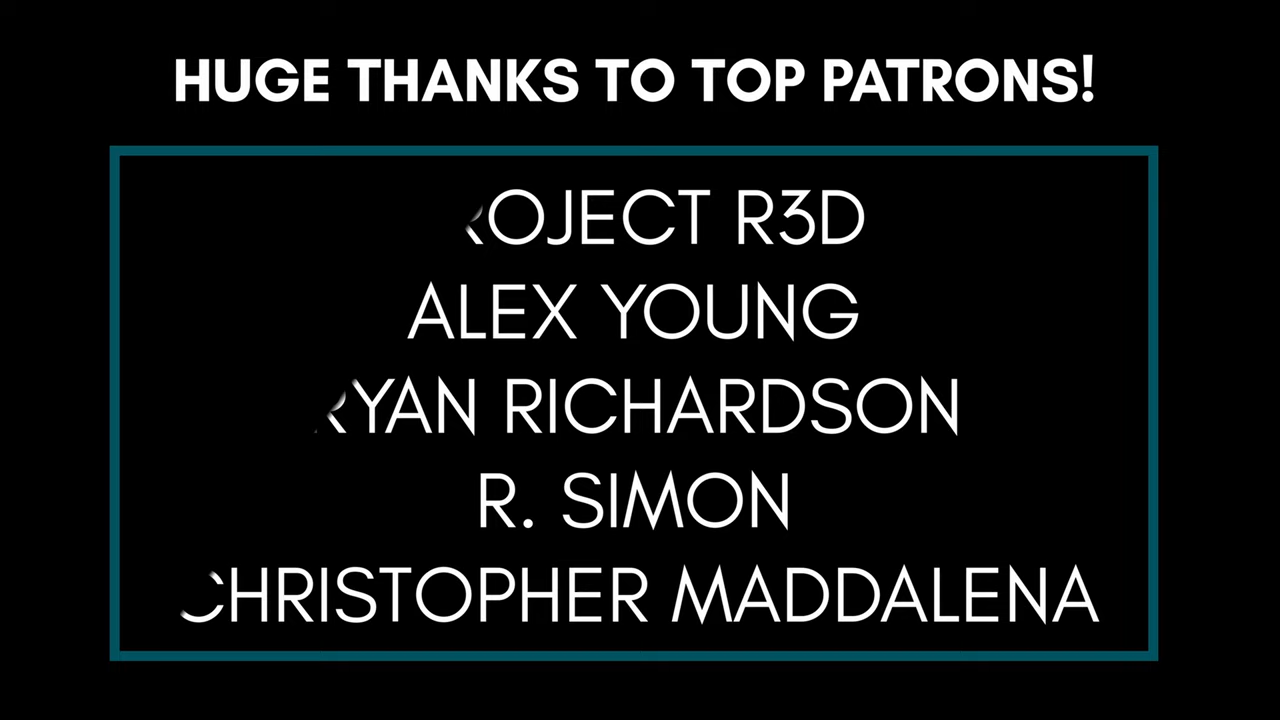 HUGE THANKS TO TOP PATRONS!
ROJECT R3D
ALEX YOUNG
RYAN RICHARDSON
R. SIMON
CHRISTOPHER MADDALENA